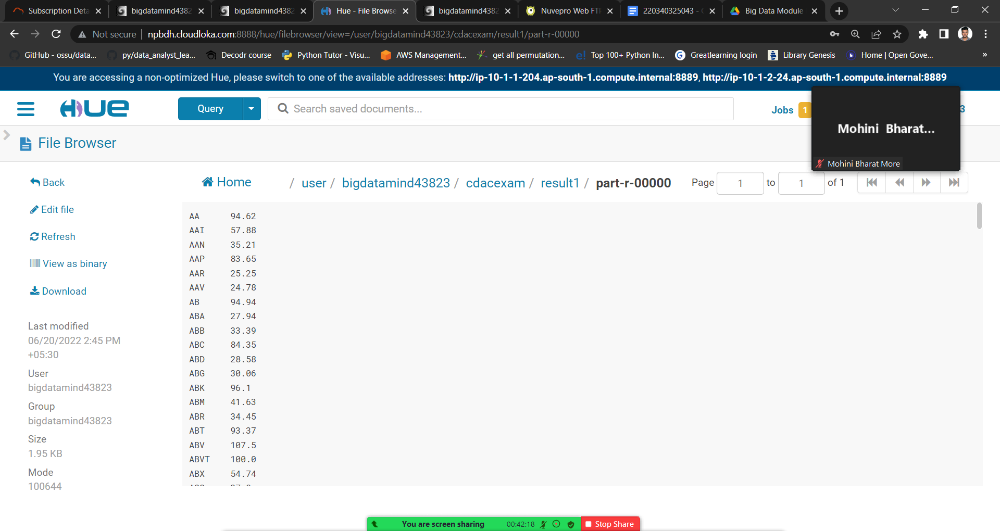 Subscription Deta
bigdatamind4382
bigdatamind4382
Hue - File Browse
bigdatamind4382
Nuvepro Web FT
220340325043 -
Big Data Module
Not secure | npbdh.cloudloka.com:8888/hue/filebrowser/view=/user/bigdatamind43823/cdacexam/result1/part-r-00000
GitHub - ossu/data...
py/data_analyst_lea...
Decodr course
Python Tutor - Visu...
AWS Management...
get all permutation...
Top 100+ Python In...
Greatlearning login
Library Genesis
Home | Open Gove...
»
You are accessing a non-optimized Hue, please switch to one of the available addresses: http://ip-10-1-1-204.ap-south-1.compute.internal:8889, http://ip-10-1-2-24.ap-south-1.compute.internal:8889
HUE
Query
Search saved documents...
Jobs 1
3
Mohini Bharat...
Mohini Bharat More
File Browser
Back
Edit file
Refresh
View as binary
Download
Last modified
06/20/2022 2:45 PM
+05:30
User
bigdatamind43823
Group
bigdatamind43823
Size
1.95 KB
Mode
100644
Home / user / bigdatamind43823 / cdacexam / result1 / part-r-00000
Page 1 to 1 of 1
AA 94.62
AAI 57.88
AAN 35.21
AAP 83.65
AAR 25.25
AAV 24.78
AB 94.94
ABA 27.94
ABB 33.39
ABC 84.35
ABD 28.58
ABG 30.06
ABK 96.1
ABM 41.63
ABR 34.45
ABT 93.37
ABV 107.5
ABVT 100.0
ABX 54.74
You are screen sharing 00:42:18 Stop Share